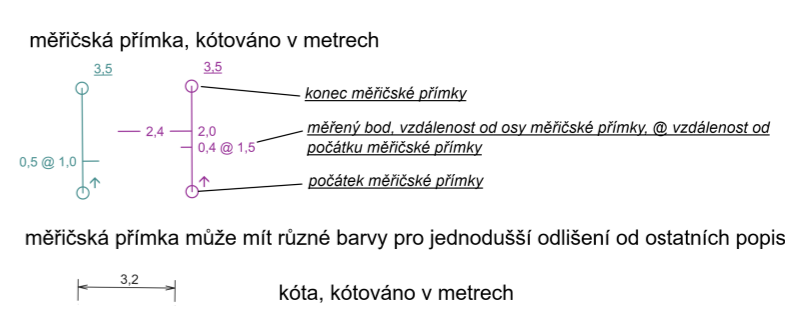 měřičská přímka, kótováno v metrech
3,5
3,5
konec měřičské přímky
2,4
2,0
měřený bod, vzdálenost od osy měřičské přímky, @ vzdálenost od
0,4 @ 1,5
počátku měřičské přímky
0,5 @ 1,0
počátek měřičské přímky
měřičská přímka může mít různé barvy pro jednodušší odlišení od ostatních popis
3,2
kóta, kótováno v metrech